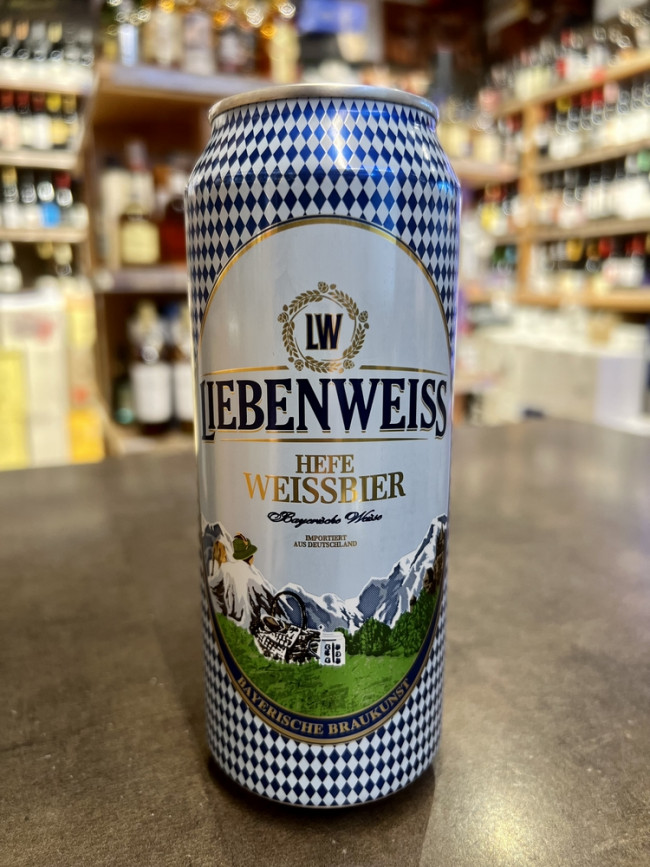 LW
LIEBENWEISS
HEFE
WEISSBIER
Bayerische Weisse
IMPORTIERT
AUS DEUTSCHLAND
BAYERISCHE BRAUKUNST